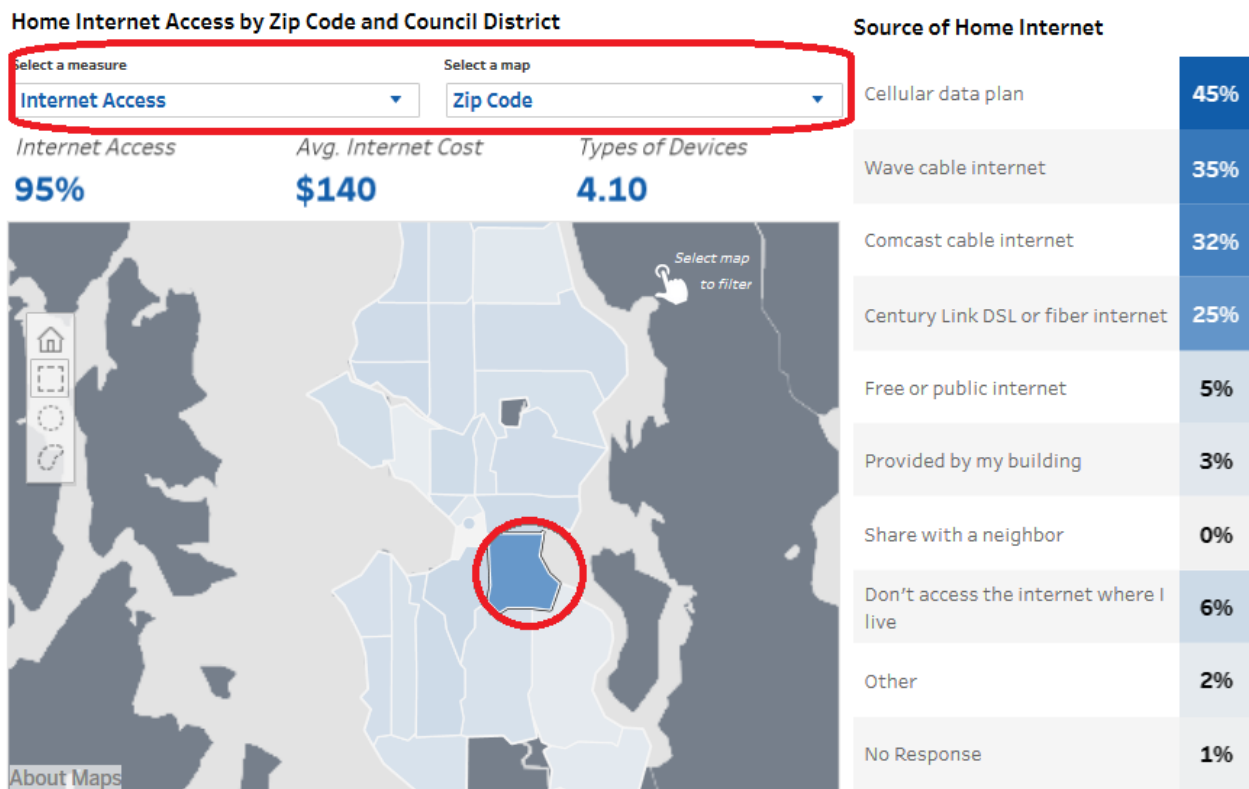 Home Internet Access by Zip Code and Council District
Select a measure
Select a map
Internet Access
Zip Code
Internet Access
Avg. Internet Cost
Types of Devices
95%
$140
4.10
Select map
to filter
About Maps
Source of Home Internet
Cellular data plan 45%
Wave cable internet 35%
Comcast cable internet 32%
Century Link DSL or fiber internet 25%
Free or public internet 5%
Provided by my building 3%
Share with a neighbor 0%
Don't access the internet where I
live 6%
Other 2%
No Response 1%